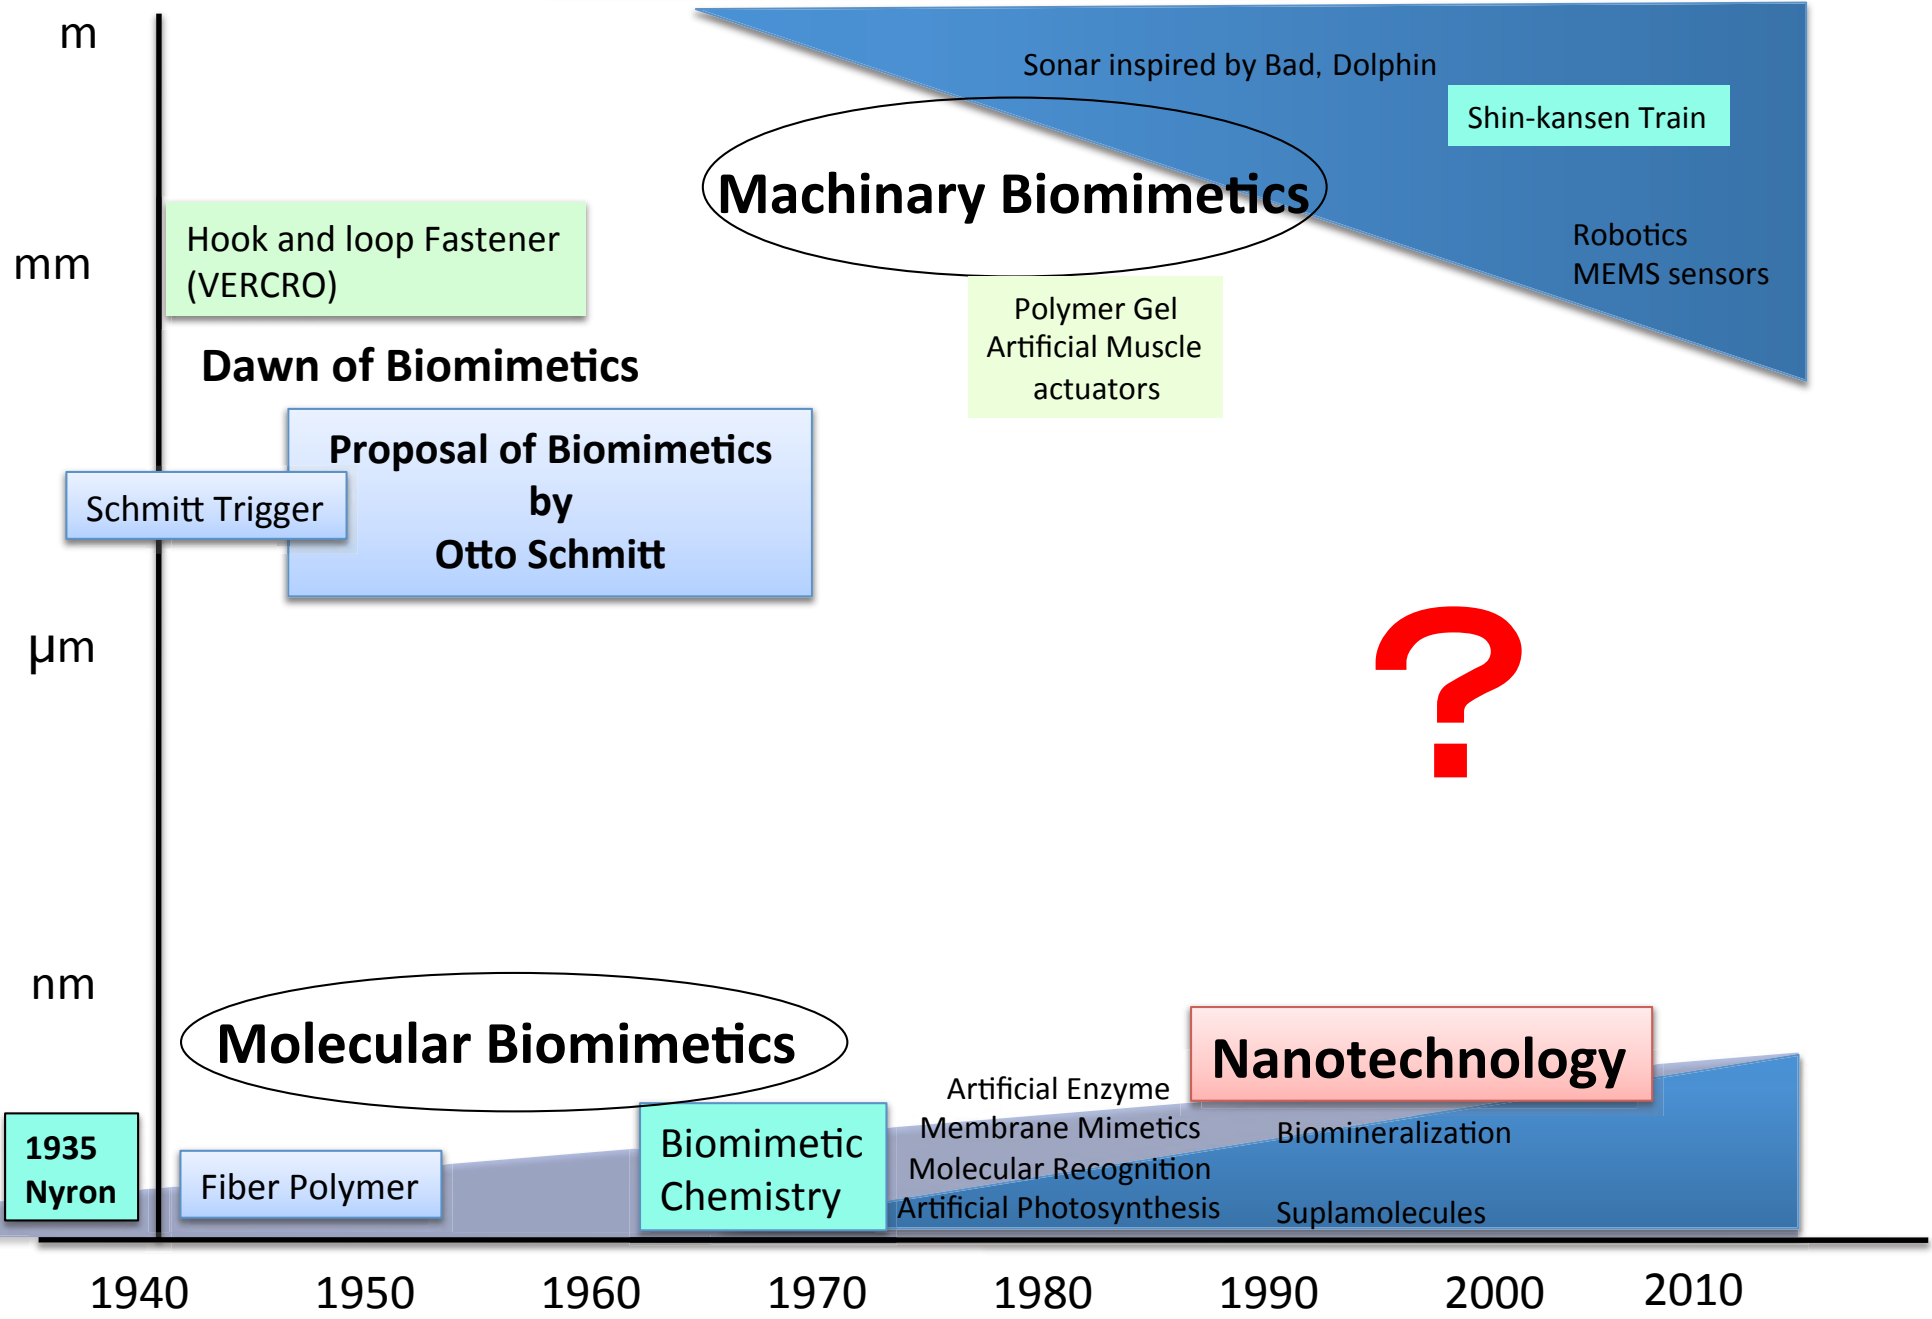 m
Sonar inspired by Bad, Dolphin
Shin-kansen Train
Machinary Biomimetics
Hook and loop Fastener
(VERCRO)
mm
Robotics
MEMS sensors
Polymer Gel
Artificial Muscle
actuators
Dawn of Biomimetics
Proposal of Biomimetics
by
Otto Schmitt
Schmitt Trigger
µm
?
nm
Molecular Biomimetics
Nanotechnology
1935
Nyron
Fiber Polymer
Biomimetic
Chemistry
Artificial Enzyme
Membrane Mimetics
Molecular Recognition
Artificial Photosynthesis
Biomineralization
Suplamolecules
1940 1950 1960 1970 1980 1990 2000 2010